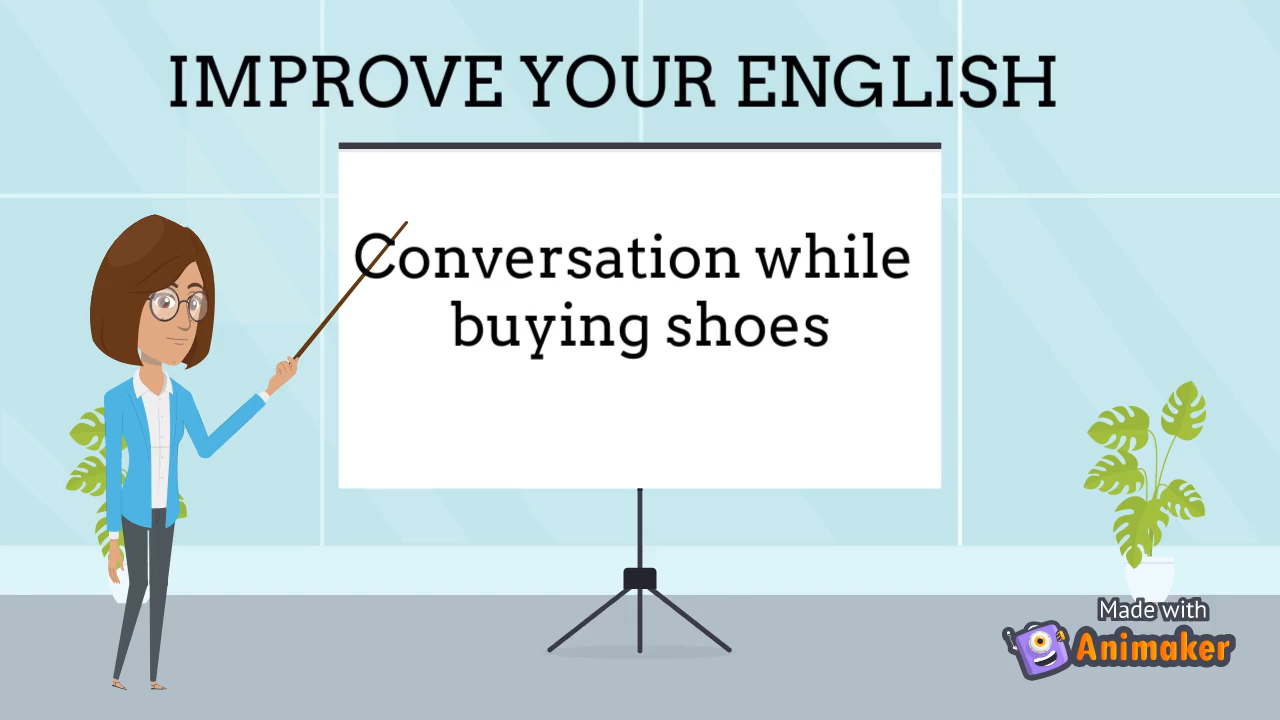 IMPROVE YOUR ENGLISH
Conversation while
buying shoes
Made with
Animaker